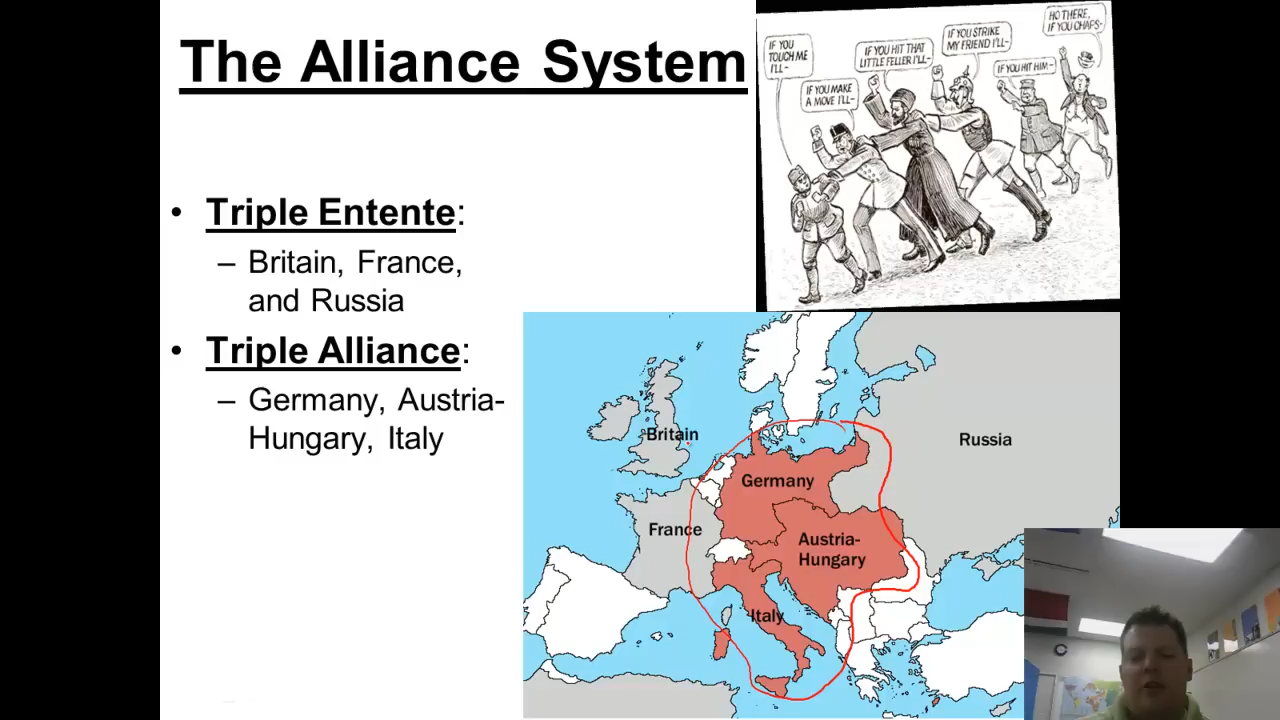 The Alliance System
• Triple Entente:
– Britain, France,
and Russia
• Triple Alliance:
– Germany, Austria-
Hungary, Italy
IF YOU
TOUCH ME
I'LL–
IF YOU MAKE
A MOVE I'LL–
IF YOU HIT THAT
LITTLE FELLER I'LL–
IF YOU STRIKE
MY FRIEND I'LL–
IF YOU HIT HIM–
HO THERE,
IF YOU CHAPS–
Britain
Russia
Germany
France
Austria-
Hungary
Italy